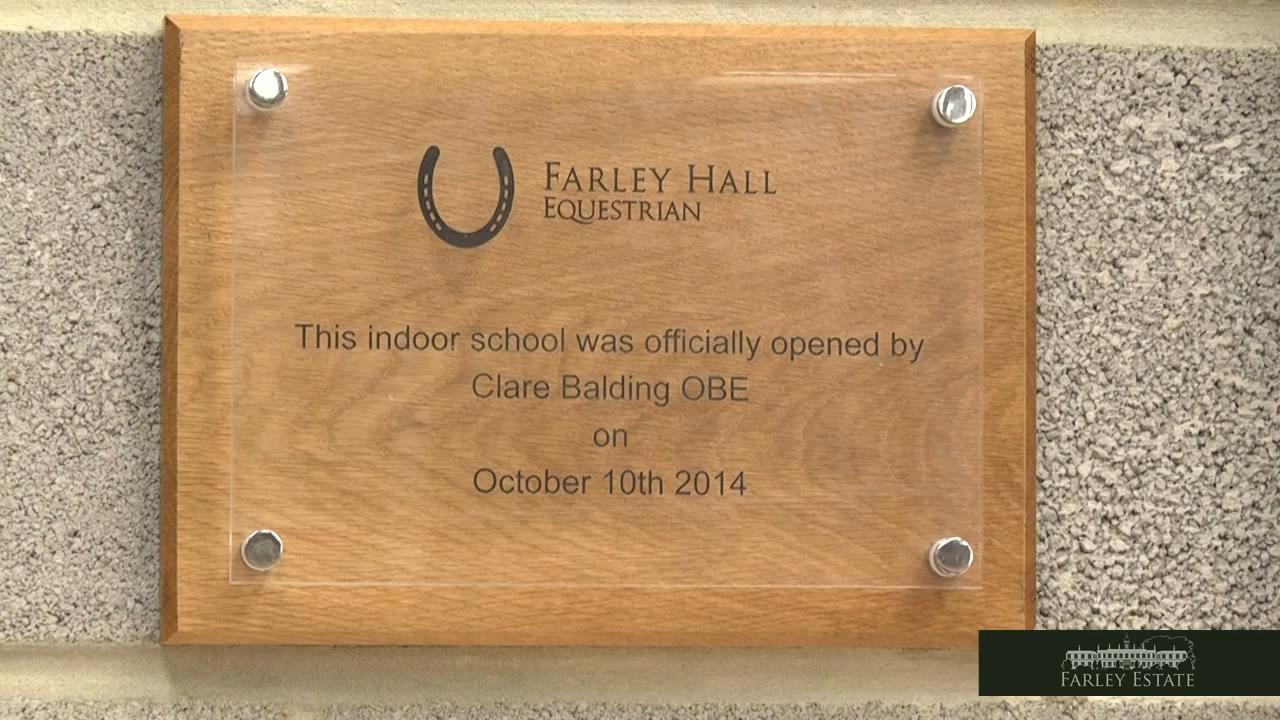 FARLEY HALL
EQUESTRIAN
This indoor school was officially opened by
Clare Balding OBE
on
October 10th 2014
FARLEY ESTATE